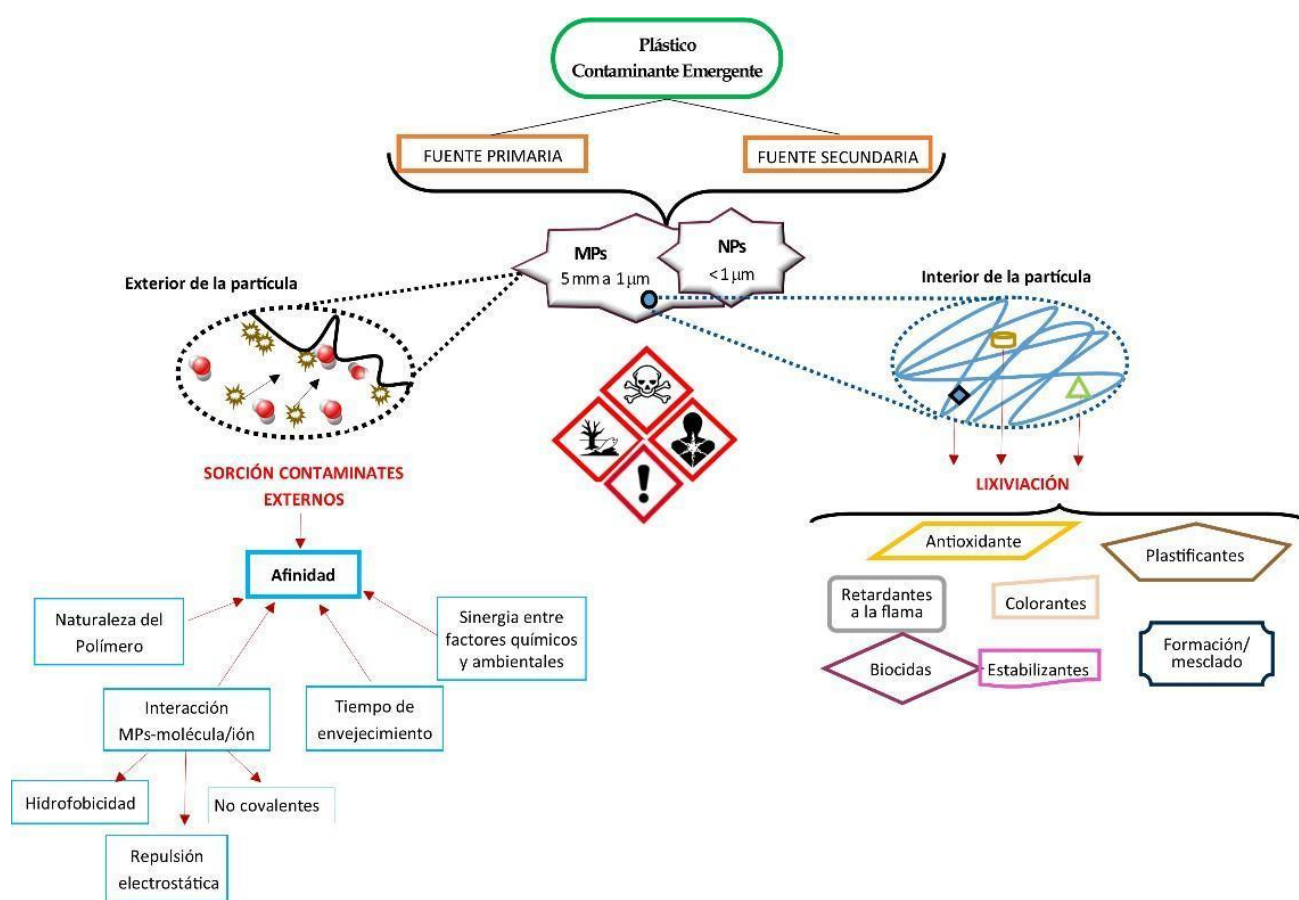 Plástico
Contaminante Emergente
FUENTE PRIMARIA
FUENTE SECUNDARIA
MPs
5 mm a 1 μm
NPs
< 1 μm
Exterior de la partícula
Interior de la partícula
SORCIÓN CONTAMINATES
EXTERNOS
LIXIVIACIÓN
Afinidad
Naturaleza del
Polímero
Sinergia entre
factores químicos
y ambientales
Interacción
MPs-molécula/ión
Tiempo de
envejecimiento
Hidrofobicidad
No covalentes
Repulsión
electrostática
Antioxidante
Plastificantes
Retardantes
a la flama
Colorantes
Biocidas
Estabilizantes
Formación/
mesclado